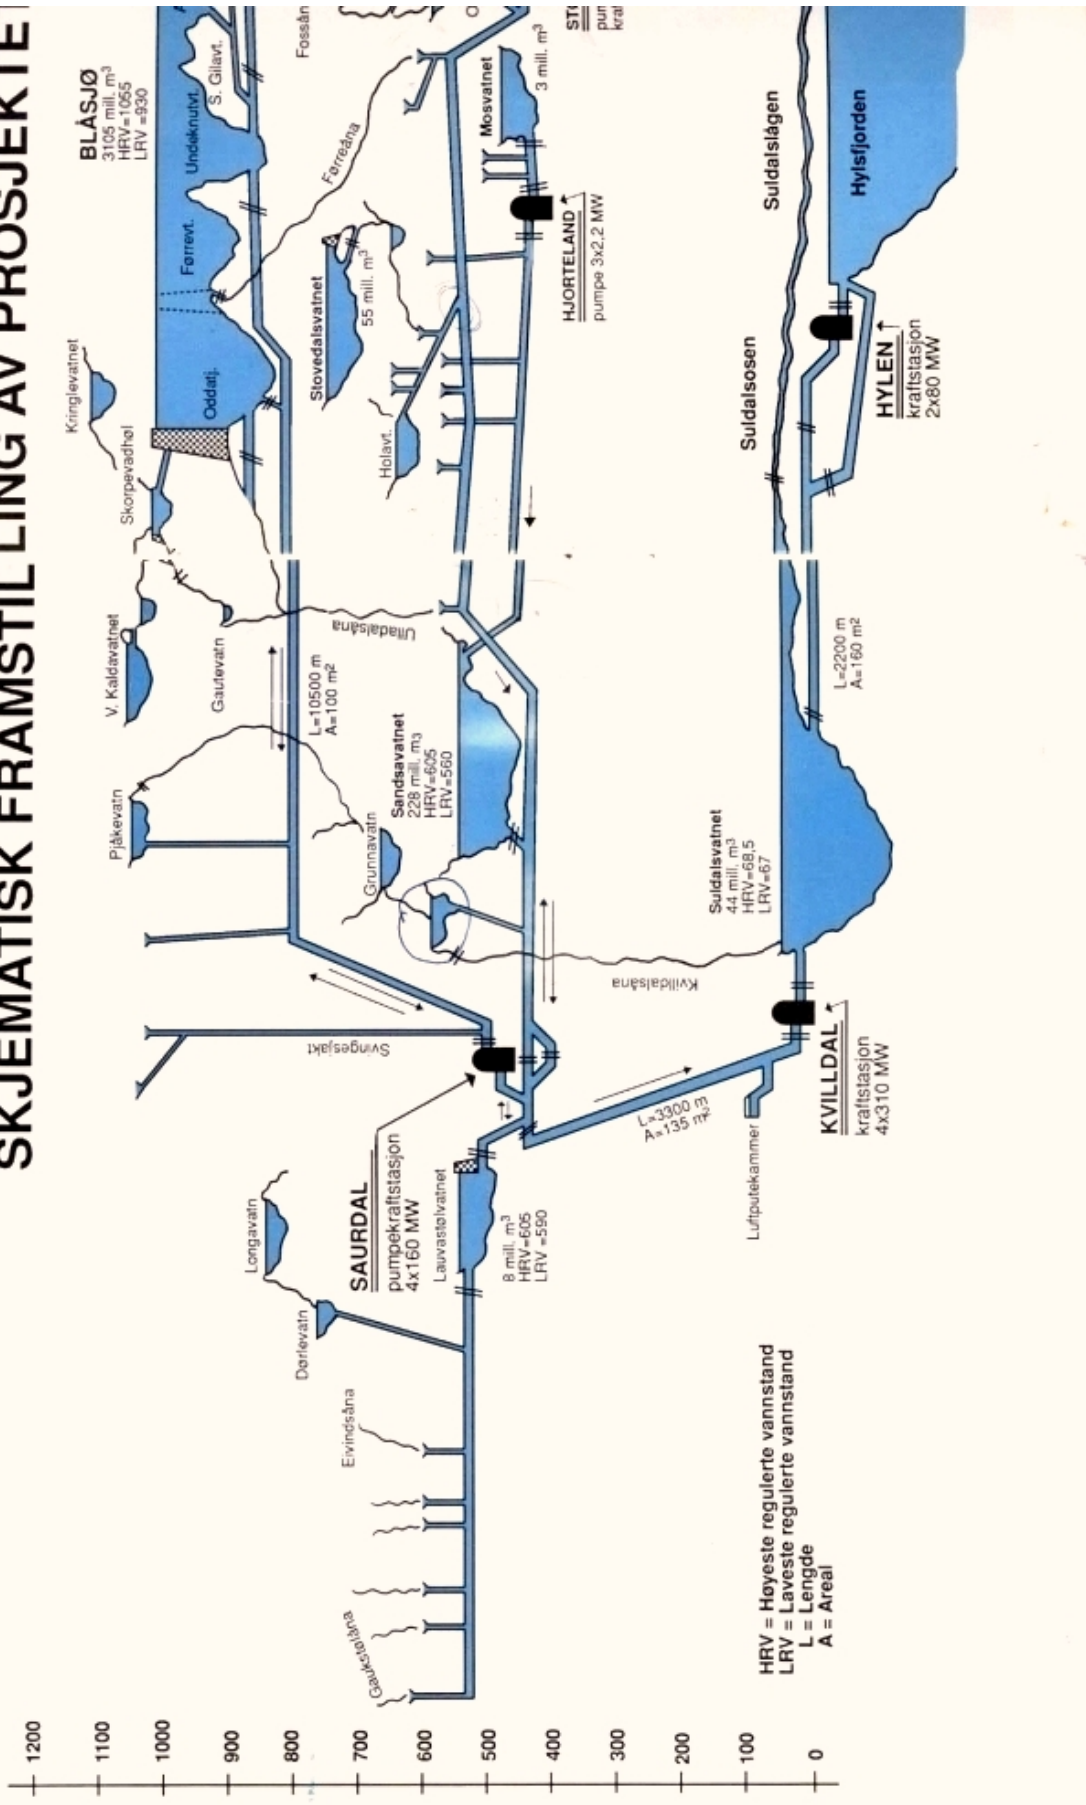 SKJEMATISK FRAMSTILLING AV PROSJEKTE
1200
1100
1000
900
800
700
600
500
400
300
200
100
0
Gaukstølåna
Eivindsåna
Dørlevatn
Longavatn
SAURDAL
pumpekraftstasjon
4x160 MW
Lauvastølvatnet
8 mill. m³
HRV=605
LRV =590
HRV = Høyeste regulerte vannstand
LRV = Laveste regulerte vannstand
L = Lengde
A = Areal
Svingesjakt
L=3300 m
A=135 m²
Luftputekammer
KVILLDAL
kraftstasjon
4x310 MW
Kvilldalsåna
Pjåkevatn
Grunnavatn
Sandsavatnet
228 mill. m3
HRV=605
LRV=560
Suldalsvatnet
44 mill. m³
HRV=68,5
LRV=67
V. Kaldavatnet
Gautevatn
L=10500 m
A=100 m²
Ulladalsåna
L=2200 m
A=160 m²
Kringlevatnet
Skorpevadhøl
Oddatj.
Førrevt.
Undeknutvt.
S. Gilavt.
BLÅSJØ
3105 mill. m³
HRV=1055
LRV =930
Stovedalsvatnet
55 mill. m³
Holavt.
Førreåna
Fossån
Mosvatnet
3 mill. m³
HJORTELAND
pumpe 3x2,2 MW
Suldalsosen
Suldalslågen
Hylsfjorden
HYLEN
kraftstasjon
2x80 MW